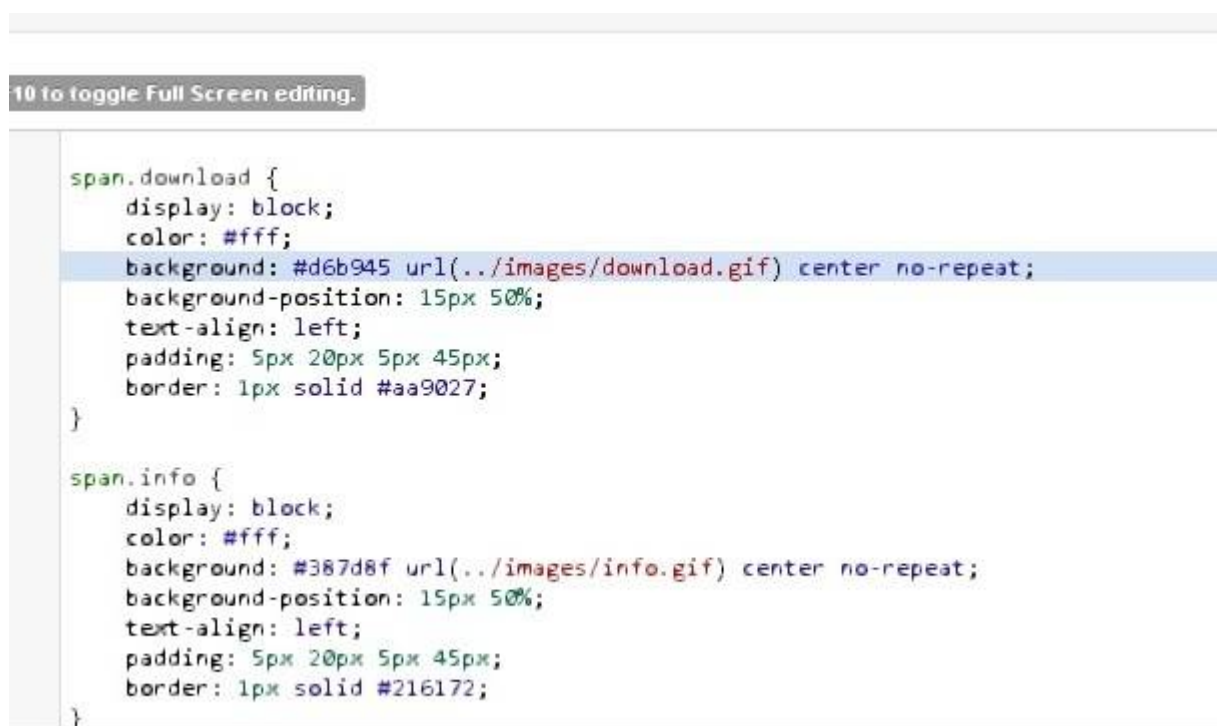 10 to toggle Full Screen editing.
span.download {
display: block;
color: #fff;
background: #d6b945 url(../images/download.gif) center no-repeat;
background-position: 15px 50%;
text-align: left;
padding: 5px 20px 5px 45px;
border: 1px solid #aa9027;
}
span.info {
display: block;
color: #fff;
background: #387d8f url(../images/info.gif) center no-repeat;
background-position: 15px 50%;
text-align: left;
padding: 5px 20px 5px 45px;
border: 1px solid #216172;
}